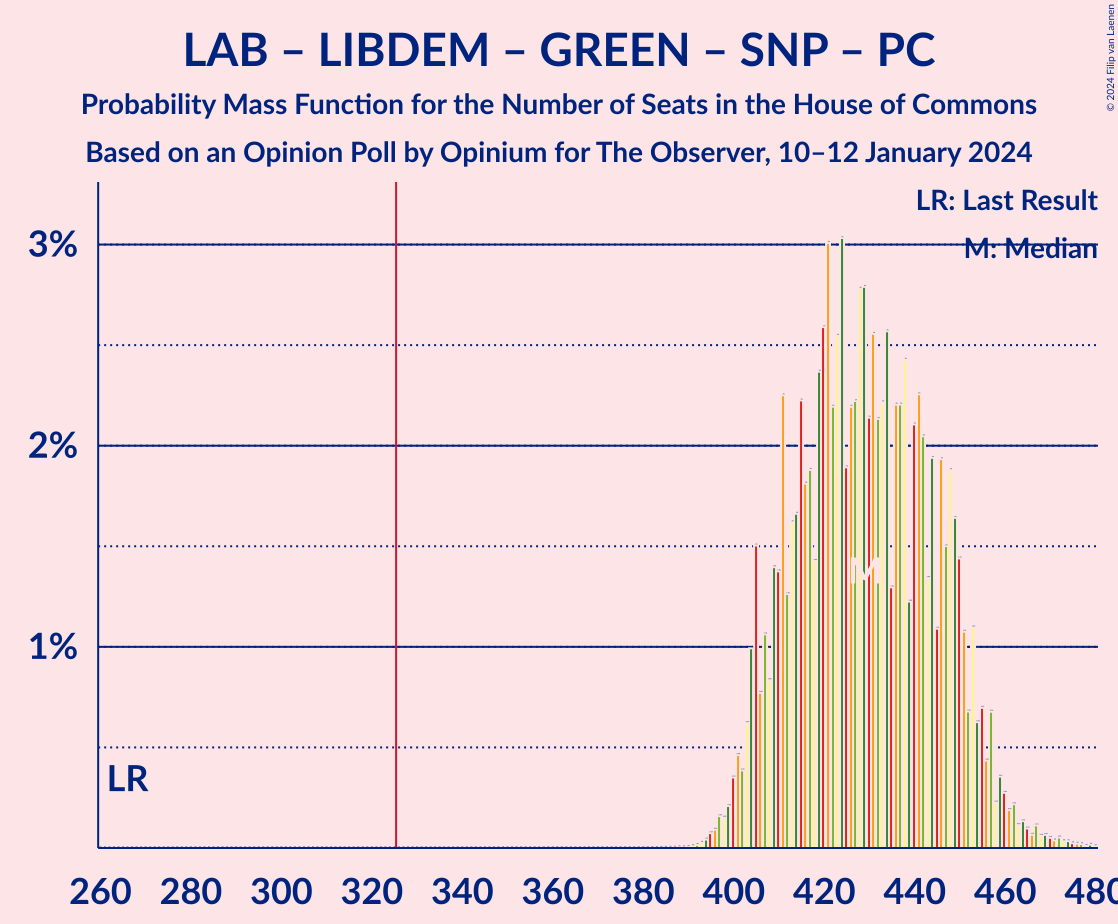 LAB – LIBDEM – GREEN – SNP – PC
Probability Mass Function for the Number of Seats in the House of Commons
Based on an Opinion Poll by Opinium for The Observer, 10–12 January 2024
© 2024 Filip van Laenen
LR: Last Result
M: Median
3%
2%
1%
M
LR
260 280 300 320 340 360 380 400 420 440 460 480